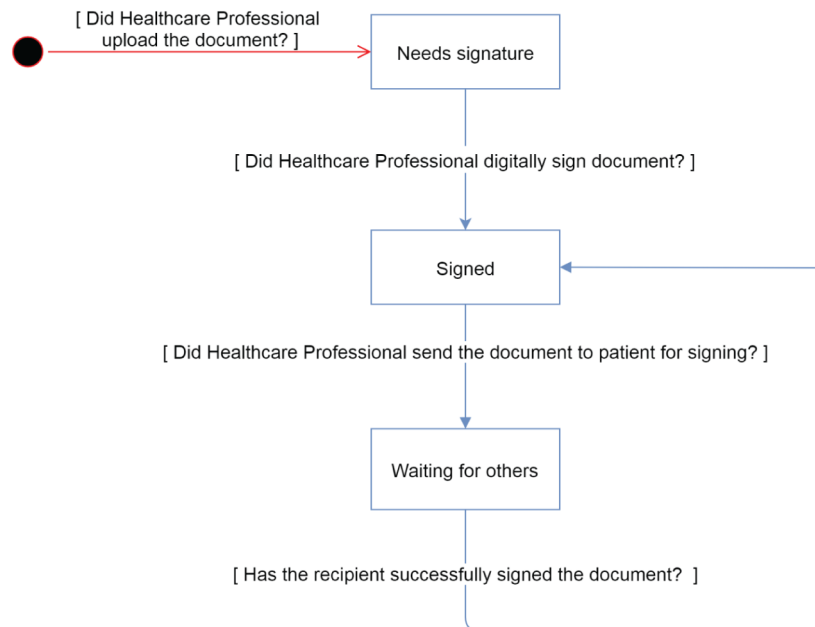 [ Did Healthcare Professional
upload the document? ]
Needs signature
[ Did Healthcare Professional digitally sign document? ]
Signed
[ Did Healthcare Professional send the document to patient for signing? ]
Waiting for others
[ Has the recipient successfully signed the document?  ]